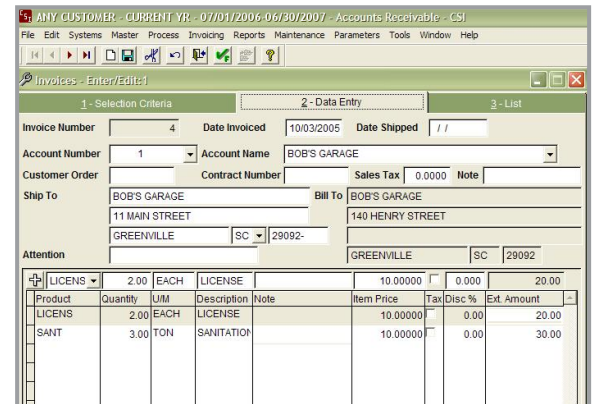 ANY CUSTOMER - CURRENT YR - 07/01/2006-06/30/2007 - Accounts Receivable - CSI
File Edit Systems Master Process Invoicing Reports Maintenance Parameters Tools Window Help
Invoices - Enter/Edit:1
1 - Selection Criteria 2 - Data Entry 3 - List
Invoice Number 4 Date Invoiced 10/03/2005 Date Shipped / /
Account Number 1 Account Name BOB'S GARAGE
Customer Order Contract Number Sales Tax 0.0000 Note
Ship To BOB'S GARAGE Bill To BOB'S GARAGE
11 MAIN STREET 140 HENRY STREET
GREENVILLE SC 29092-
Attention GREENVILLE SC 29092
LICENS 2.00 EACH LICENSE 10.00000 0.000 20.00
Product Quantity U/M Description Note Item Price Tax Disc % Ext. Amount
LICENS 2.00 EACH LICENSE 10.00000 0.00 20.00
SANT 3.00 TON SANITATION 10.00000 0.00 30.00